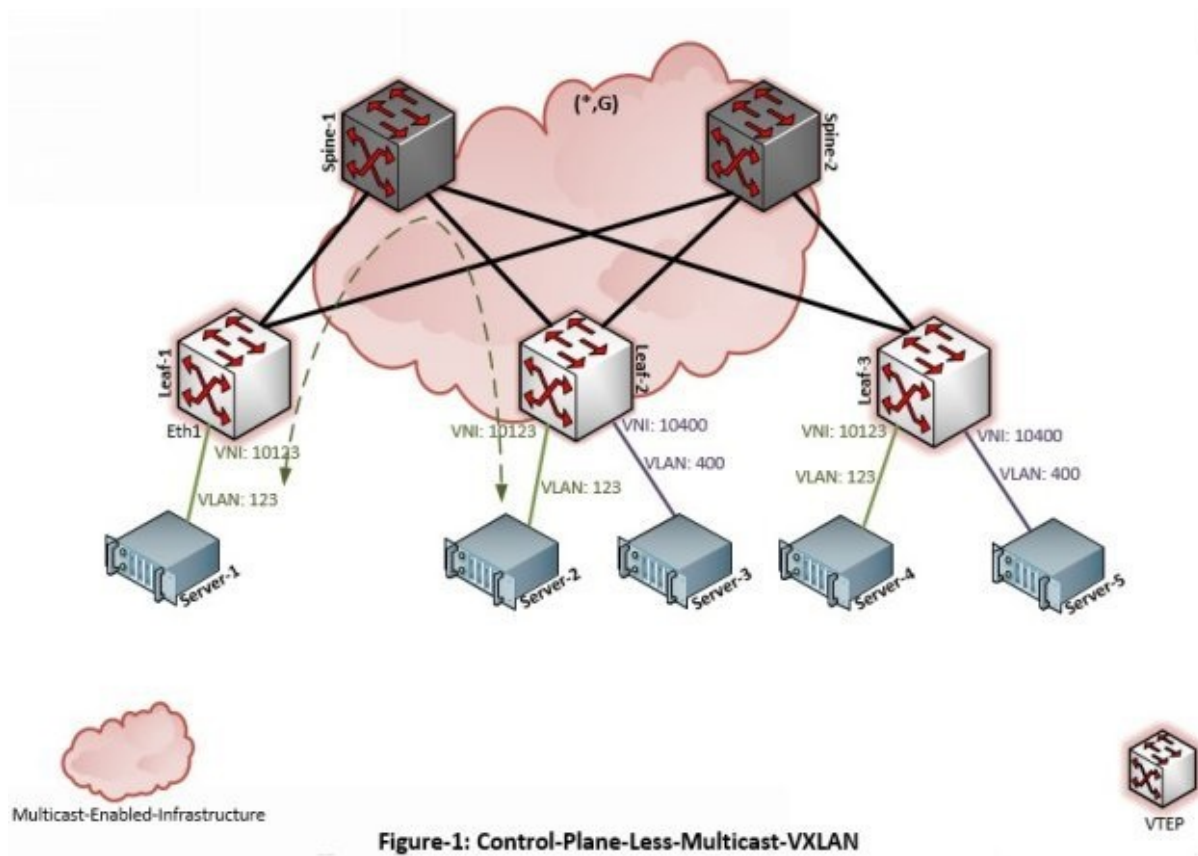 (*,G)
Spine-1
Spine-2
Leaf-1
Leaf-2
Leaf-3
Eth1
VNI: 10123
VLAN: 123
VNI: 10123
VLAN: 123
VNI: 10400
VLAN: 400
VNI: 10123
VLAN: 123
VNI: 10400
VLAN: 400
Server-1
Server-2
Server-3
Server-4
Server-5
Multicast-Enabled-Infrastructure
VTEP
Figure-1: Control-Plane-Less-Multicast-VXLAN